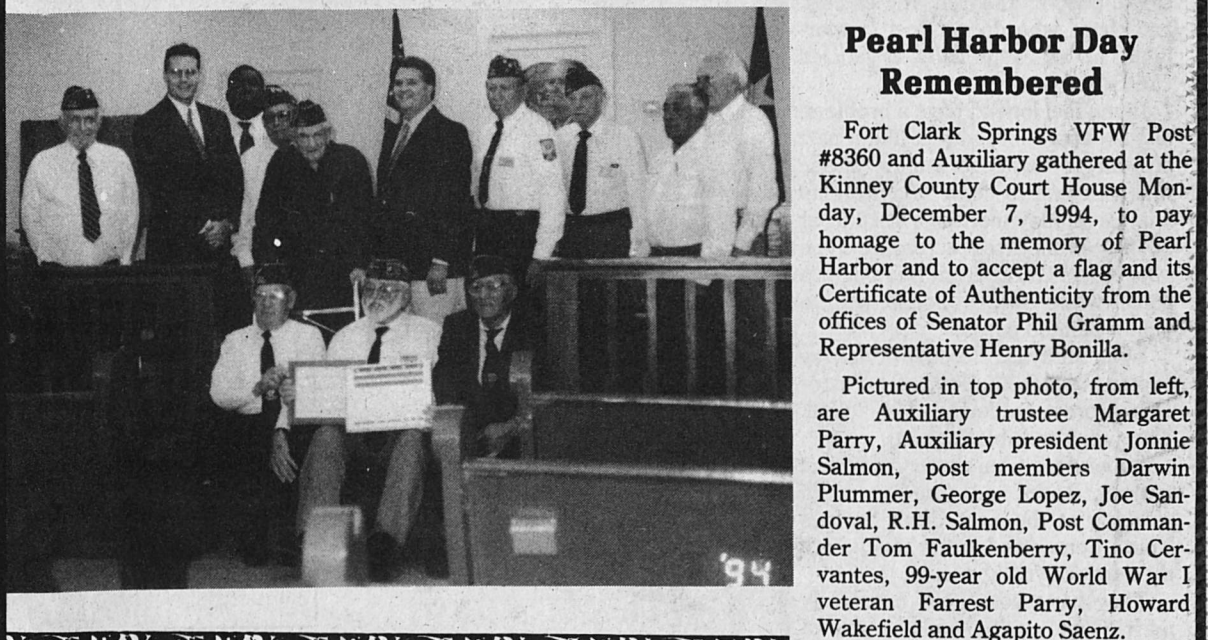 Pearl Harbor Day
Remembered
Fort Clark Springs VFW Post
#8360 and Auxiliary gathered at the
Kinney County Court House Mon-
day, December 7, 1994, to pay
homage to the memory of Pearl
Harbor and to accept a flag and its
Certificate of Authenticity from the
offices of Senator Phil Gramm and
Representative Henry Bonilla.
Pictured in top photo, from left,
are Auxiliary trustee Margaret
Parry, Auxiliary president Jonnie
Salmon, post members Darwin
Plummer, George Lopez, Joe San-
doval, R.H. Salmon, Post Comman-
der Tom Faulkenberry, Tino Cer-
vantes, 99-year old World War I
veteran Farrest Parry, Howard
Wakefield and Agapito Saenz.
'94